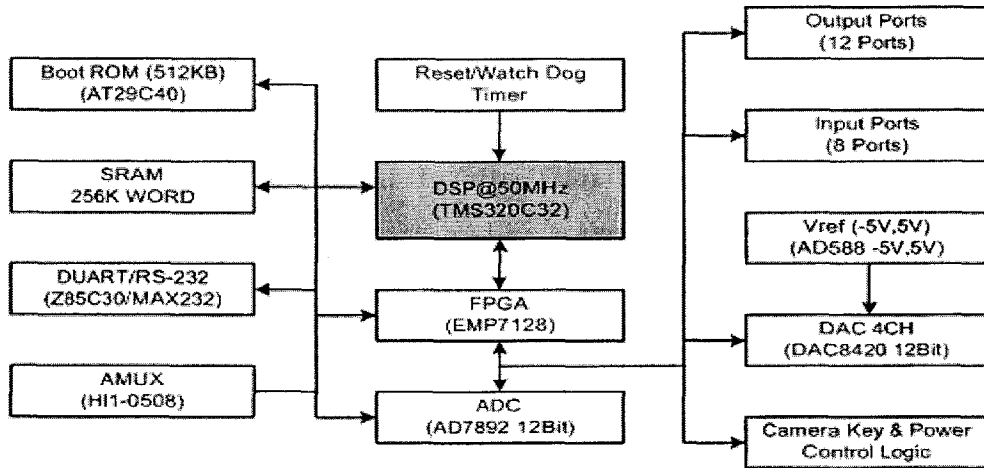 Output Ports
(12 Ports)
Boot ROM (512KB)
(AT29C40)
Reset/Watch Dog
Timer
Input Ports
(8 Ports)
SRAM
256K WORD
DSP@50MHz
(TMS320C32)
Vref (-5V,5V)
(AD588 -5V,5V)
DUART/RS-232
(Z85C30/MAX232)
FPGA
(EMP7128)
DAC 4CH
(DAC8420 12Bit)
AMUX
(HI1-0508)
ADC
(AD7892 12Bit)
Camera Key & Power
Control Logic